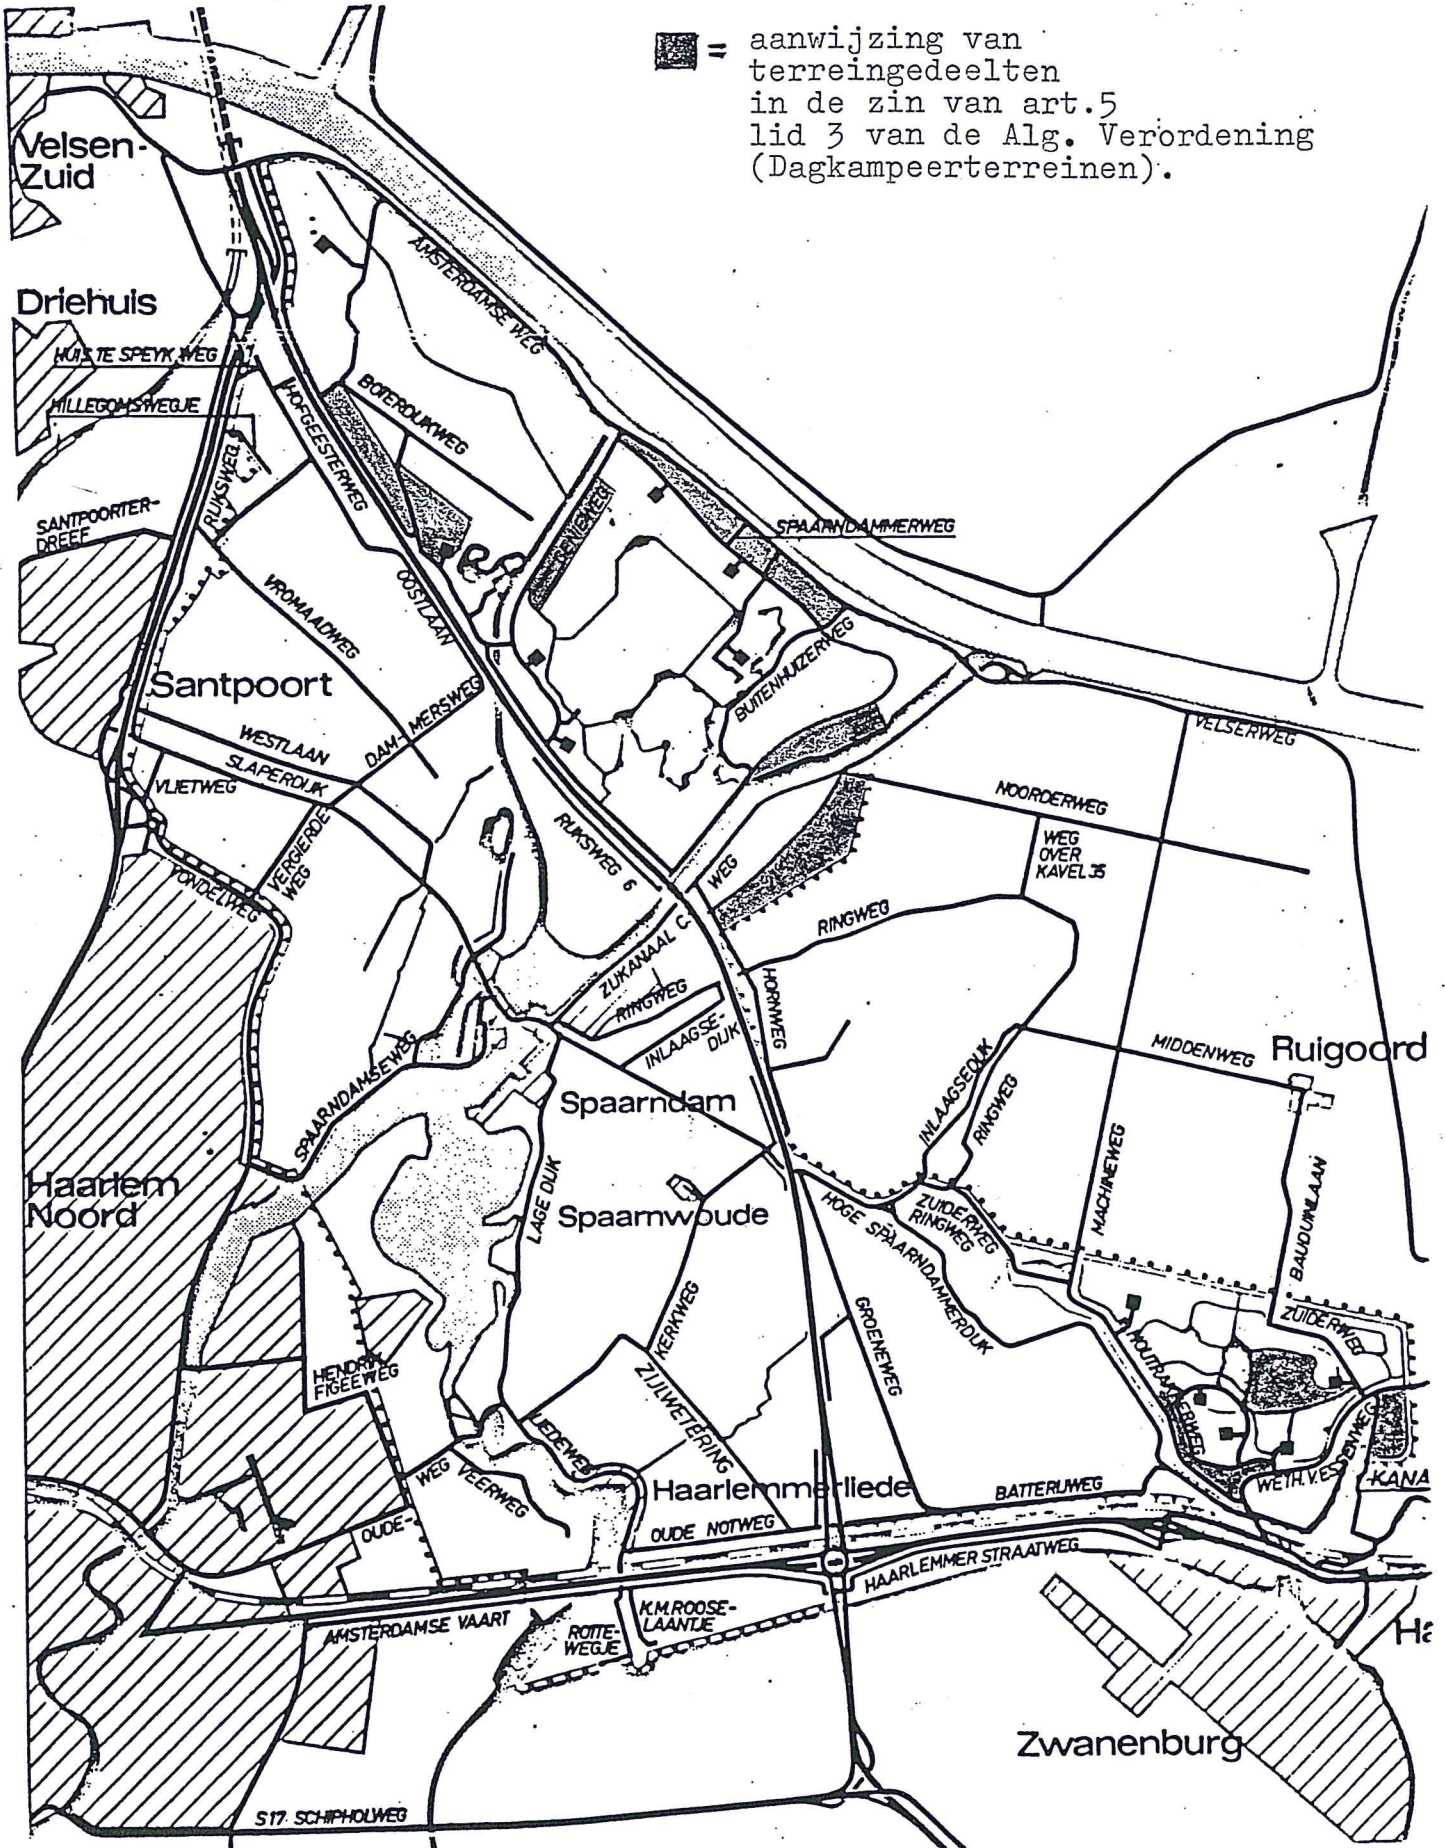 = aanwijzing van
terreingedeelten
in de zin van art.5
lid 3 van de Alg. Verordening
(Dagkampeerterreinen).
Velsen-
Zuid
AMSTERDAMSE WEG
Driehuis
HUIS TE SPEYK WEG
HILLEGOMSWEGJE
HOFGEESTERWEG
BOTERDIJKWEG
RIJKSWEG
SANTPOORTER-
DREEF
GENIEWEG
SPAARNDAMMERWEG
VROMAADWEG
OOSTLAAN
Santpoort
BUITENHUIZERWEG
DAM-MERSWEG
WESTLAAN
SLAPERDIJK
VLIETWEG
VELSERWEG
NOORDERWEG
WEG
OVER
KAVEL 35
VERGIERDE
WEG
VONDELWEG
RIJKSWEG 6
WEG
RINGWEG
ZIJKANAAL C
RINGWEG
INLAAGSE-
DIJK
HORNWEG
MIDDENWEG
Ruigoord
SPAARNDAMSEWEG
Spaarndam
INLAAGSEDIJK
RINGWEG
MACHINEWEG
BAUDUINLAAN
Haarlem
Noord
LAGE DIJK
Spaarnwoude
HOGE SPAARNDAMMERDIJK
ZUIDERWEG
RINGWEG
KERKWEG
GROENEWEG
ZUIDERWEG
HOUTRAKKERWEG
HENDRIK
FIGEEWEG
ZIJLWETERING
LIEDEWEG
WEG
VEERWEG
OUDE-
Haarlemmerliede
BATTERIJWEG
WETH. V. ESSENWEG
KANA
OUDE NOTWEG
HAARLEMMER STRAATWEG
AMSTERDAMSE VAART
ROTTE-
WEGJE
K.M.ROOSE-
LAANTJE
Zwanenburg
S17 SCHIPHOLWEG